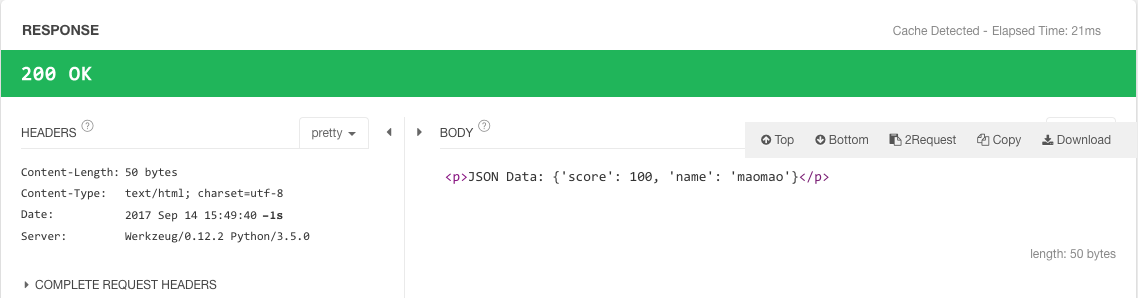 RESPONSE
Cache Detected - Elapsed Time: 21ms
200 OK
HEADERS ?
pretty
BODY ?
Top Bottom 2Request Copy Download
Content-Length: 50 bytes
Content-Type: text/html; charset=utf-8
Date: 2017 Sep 14 15:49:40 -1s
Server: Werkzeug/0.12.2 Python/3.5.0
COMPLETE REQUEST HEADERS
<p>JSON Data: {'score': 100, 'name': 'maomao'}</p>
length: 50 bytes